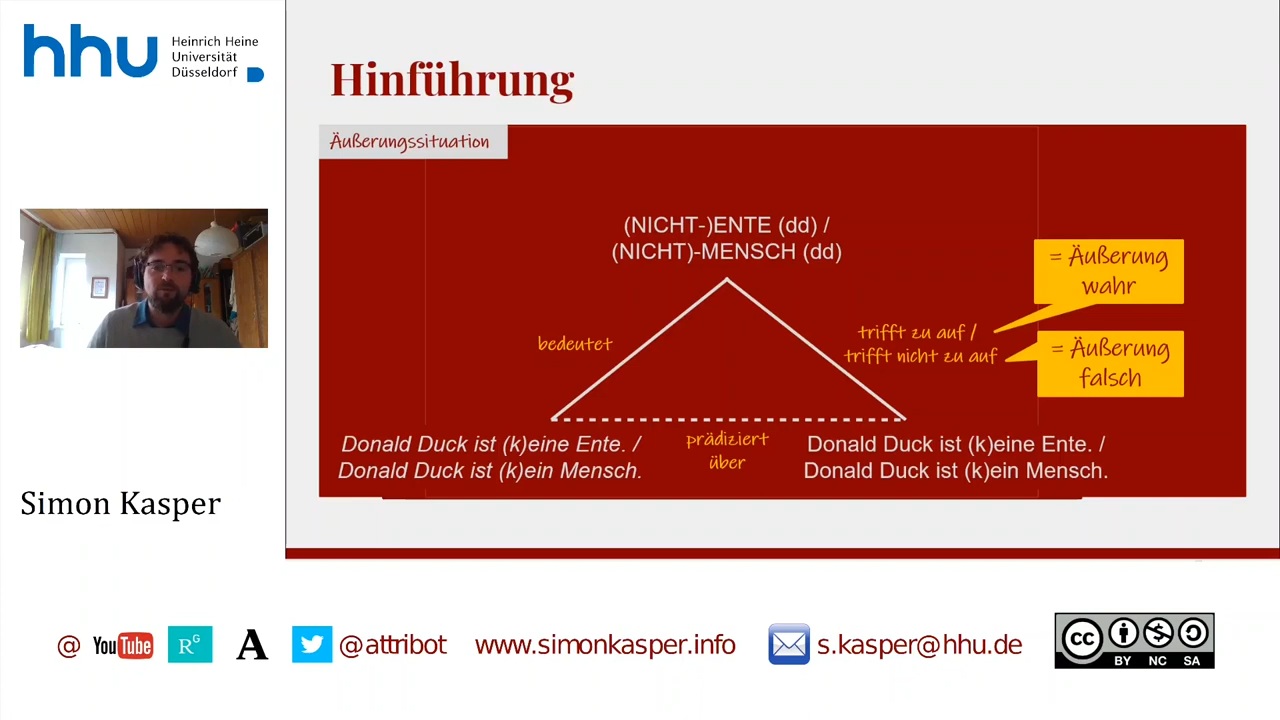 hhu
Heinrich Heine
Universität
Düsseldorf
Hinführung
Äußerungssituation
(NICHT-)ENTE (dd) /
(NICHT)-MENSCH (dd)
= Äußerung
wahr
bedeutet
trifft zu auf /
trifft nicht zu auf
= Äußerung
falsch
Donald Duck ist (k)eine Ente. /
Donald Duck ist (k)ein Mensch.
prädiziert
über
Donald Duck ist (k)eine Ente. /
Donald Duck ist (k)ein Mensch.
Simon Kasper
@ YouTube RG A @attribot www.simonkasper.info s.kasper@hhu.de
cc BY NC SA